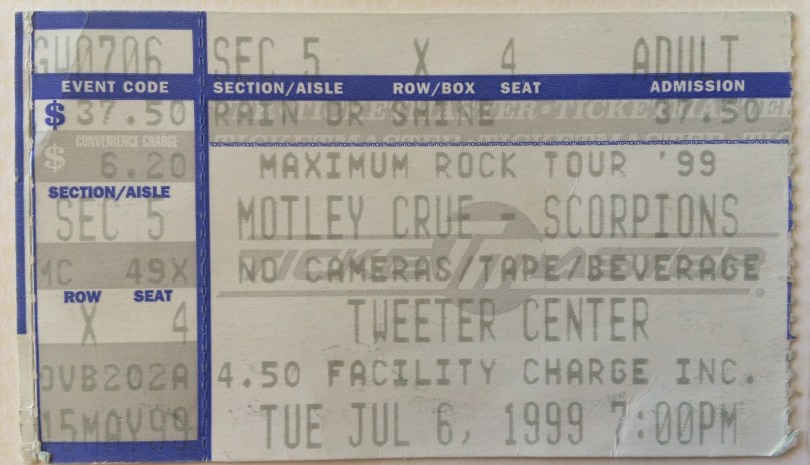 GW0706 SEC 5 X 4 ADULT
EVENT CODE SECTION/AISLE ROW/BOX SEAT ADMISSION
$ 37.50 RAIN OR SHINE 37.50
CONVENIENCE CHARGE
$ 6.20
SECTION/AISLE
SEC 5
MC 49X
ROW SEAT
X 4
OVB202A
15MAY99
MAXIMUM ROCK TOUR '99
MOTLEY CRUE - SCORPIONS
NO CAMERAS/TAPE/BEVERAGE
TWEETER CENTER
4.50 FACILITY CHARGE INC.
TUE JUL 6, 1999 7:00PM
TICKETMASTER